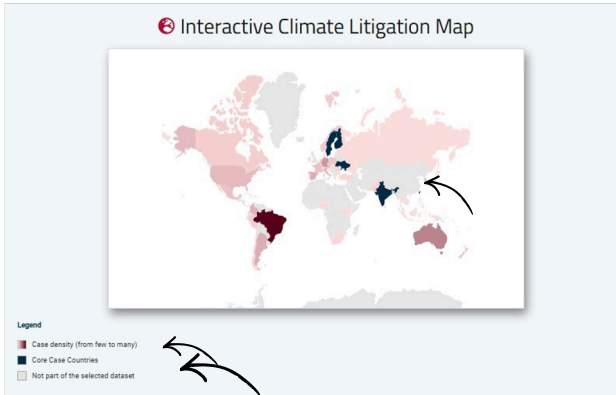 Interactive Climate Litigation Map
Legend
Case density (from few to many)
Core Case Countries
Not part of the selected dataset